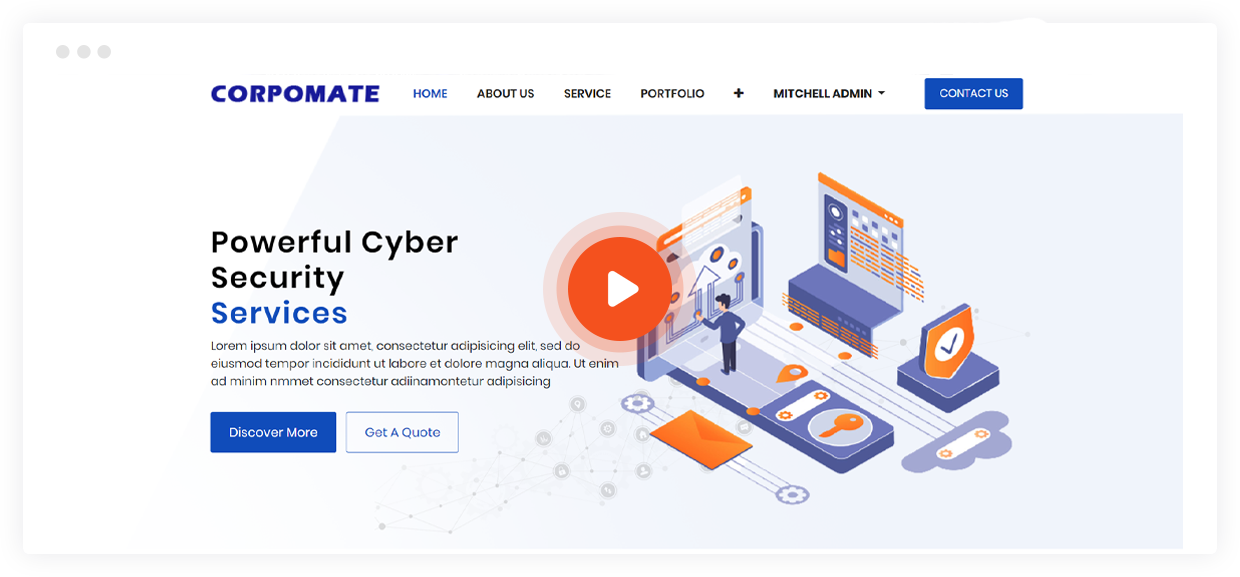 CORPOMATE HOME ABOUT US SERVICE PORTFOLIO + MITCHELL ADMIN CONTACT US
Powerful Cyber
Security
Services
Lorem ipsum dolor sit amet, consectetur adipisicing elit, sed do
eiusmod tempor incididunt ut labore et dolore magna aliqua. Ut enim
ad minim nmmet consectetur adiinamontetur adipisicing
Discover More Get A Quote